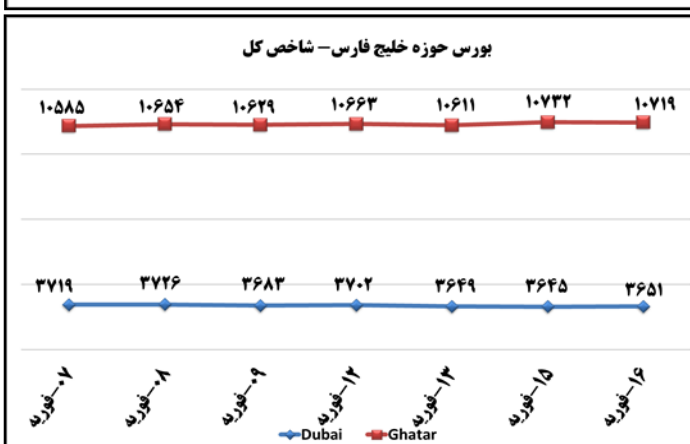 بورس حوزه خلیج فارس– شاخص کل
۱۰۵۸۵ ۱۰۶۵۴ ۱۰۶۲۹ ۱۰۶۶۳ ۱۰۶۱۱ ۱۰۷۳۲ ۱۰۷۱۹
۳۷۱۹ ۳۷۲۶ ۳۶۸۳ ۳۷۰۲ ۳۶۴۹ ۳۶۴۵ ۳۶۵۱
۰۷–فوریه ۰۸–فوریه ۰۹–فوریه ۱۲–فوریه ۱۳–فوریه ۱۵–فوریه ۱۶–فوریه
Dubai Ghatar